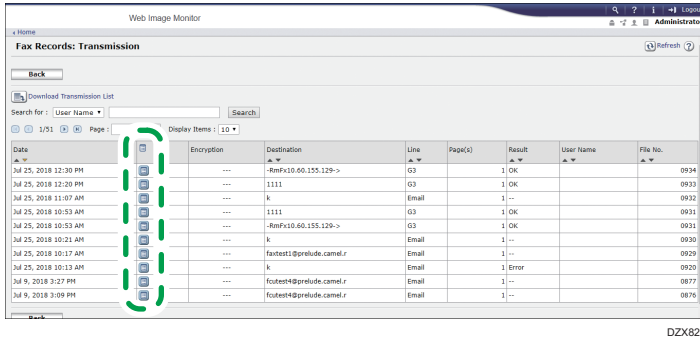 Web Image Monitor
? i Logou
Administrato
Home
Fax Records: Transmission
Refresh ?
Back
Download Transmission List
Search for : User Name Search
1/51 Page : Display Items : 10
Date Encryption Destination Line Page(s) Result User Name File No.
Jul 25, 2018 12:30 PM --- -RmFx10.60.155.129-> G3 1 OK 0934
Jul 25, 2018 12:20 PM --- 1111 G3 1 OK 0933
Jul 25, 2018 11:07 AM --- k Email 1 -- 0932
Jul 25, 2018 10:53 AM --- 1111 G3 1 OK 0931
Jul 25, 2018 10:53 AM --- -RmFx10.60.155.129-> G3 1 OK 0931
Jul 25, 2018 10:21 AM --- k Email 1 -- 0930
Jul 25, 2018 10:17 AM --- faxtest1@prelude.camel.r Email 1 -- 0929
Jul 25, 2018 10:13 AM --- k Email 1 Error 0920
Jul 9, 2018 3:27 PM --- fcutest4@prelude.camel.r Email 1 -- 0877
Jul 9, 2018 3:09 PM --- fcutest4@prelude.camel.r Email 1 -- 0876
Back
DZX82